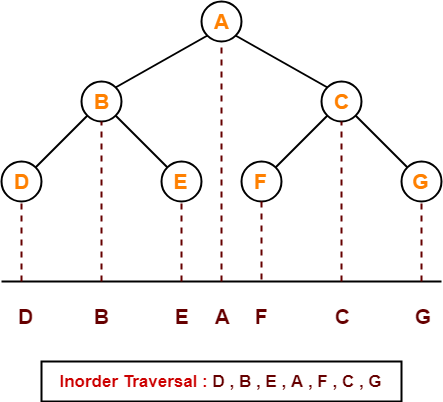 A
B C
D E F G
D B E A F C G
Inorder Traversal : D , B , E , A , F , C , G